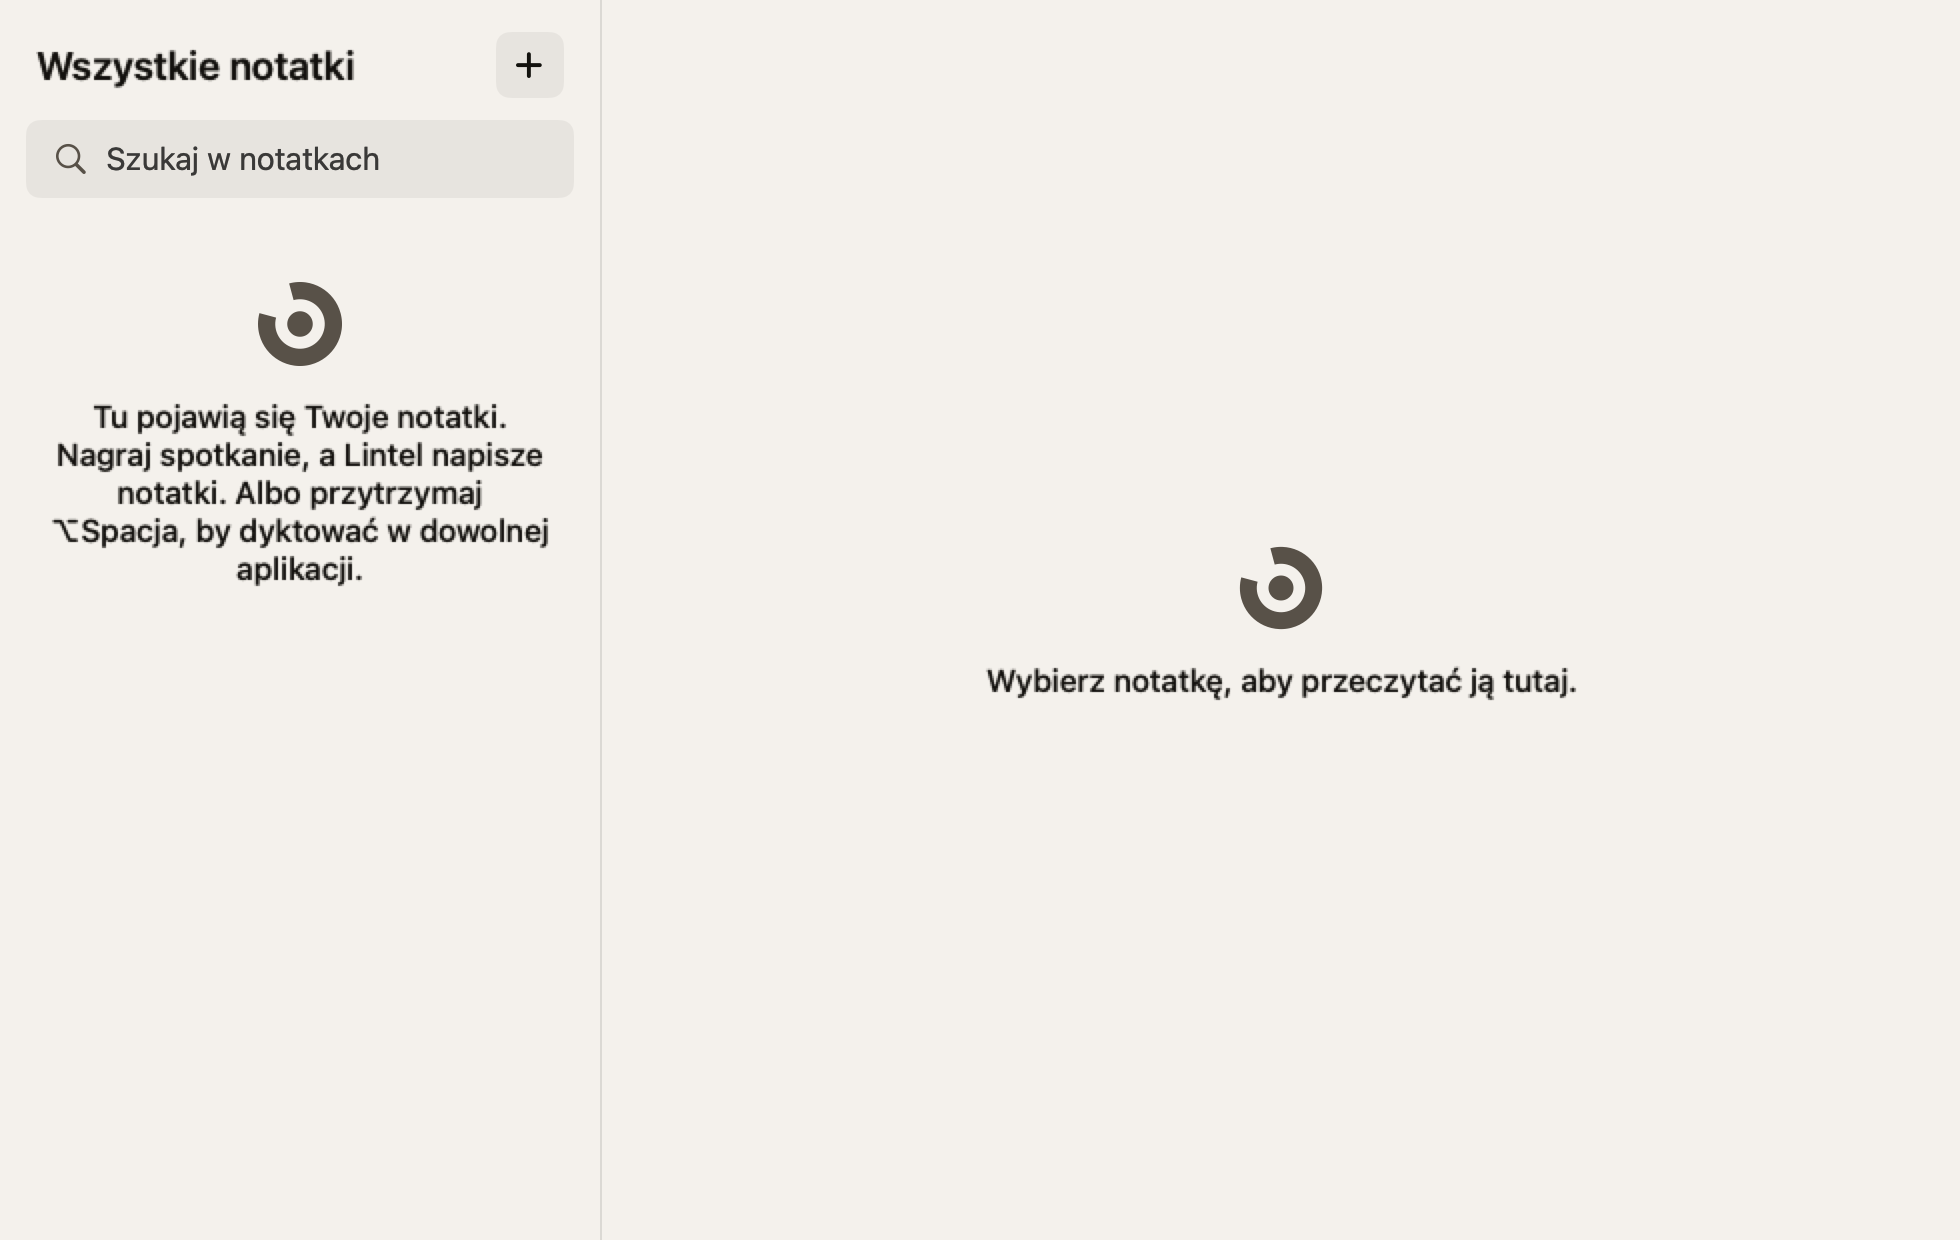 Wszystkie notatki
Szukaj w notatkach
Tu pojawią się Twoje notatki.
Nagraj spotkanie, a Lintel napisze
notatki. Albo przytrzymaj
⌥Spacja, by dyktować w dowolnej
aplikacji.
Wybierz notatkę, aby przeczytać ją tutaj.